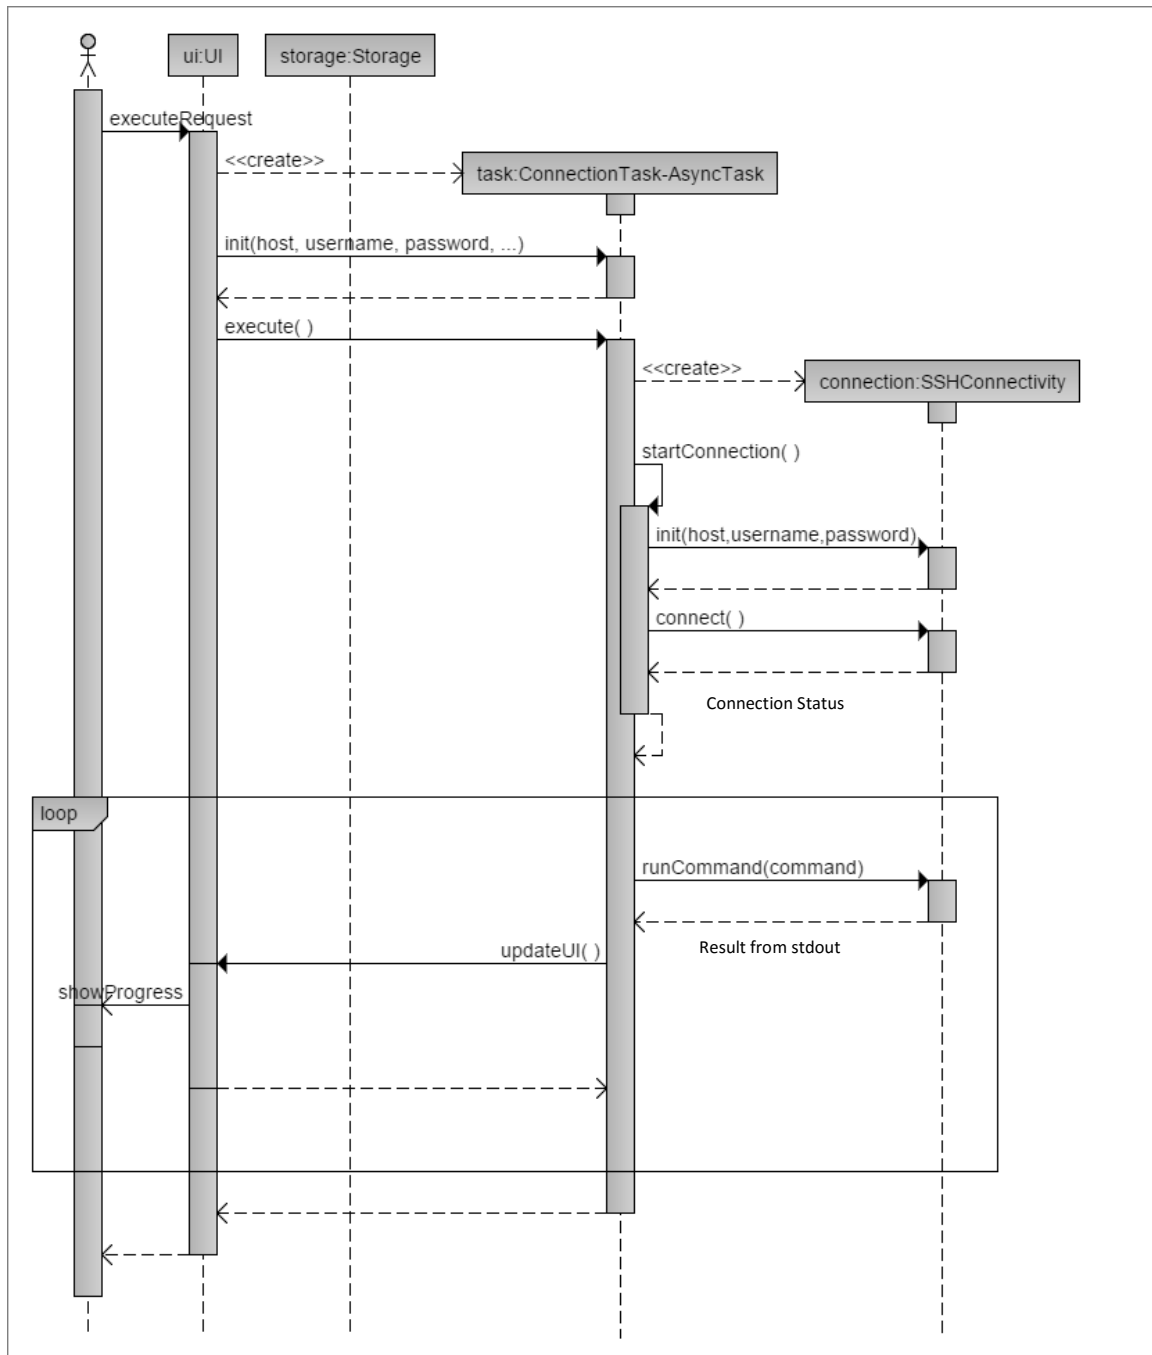 ui:UI
storage:Storage
executeRequest
<<create>>
task:ConnectionTask-AsyncTask
init(host, username, password, ...)
execute( )
<<create>>
connection:SSHConnectivity
startConnection( )
init(host,username,password)
connect( )
Connection Status
loop
runCommand(command)
Result from stdout
updateUI( )
showProgress